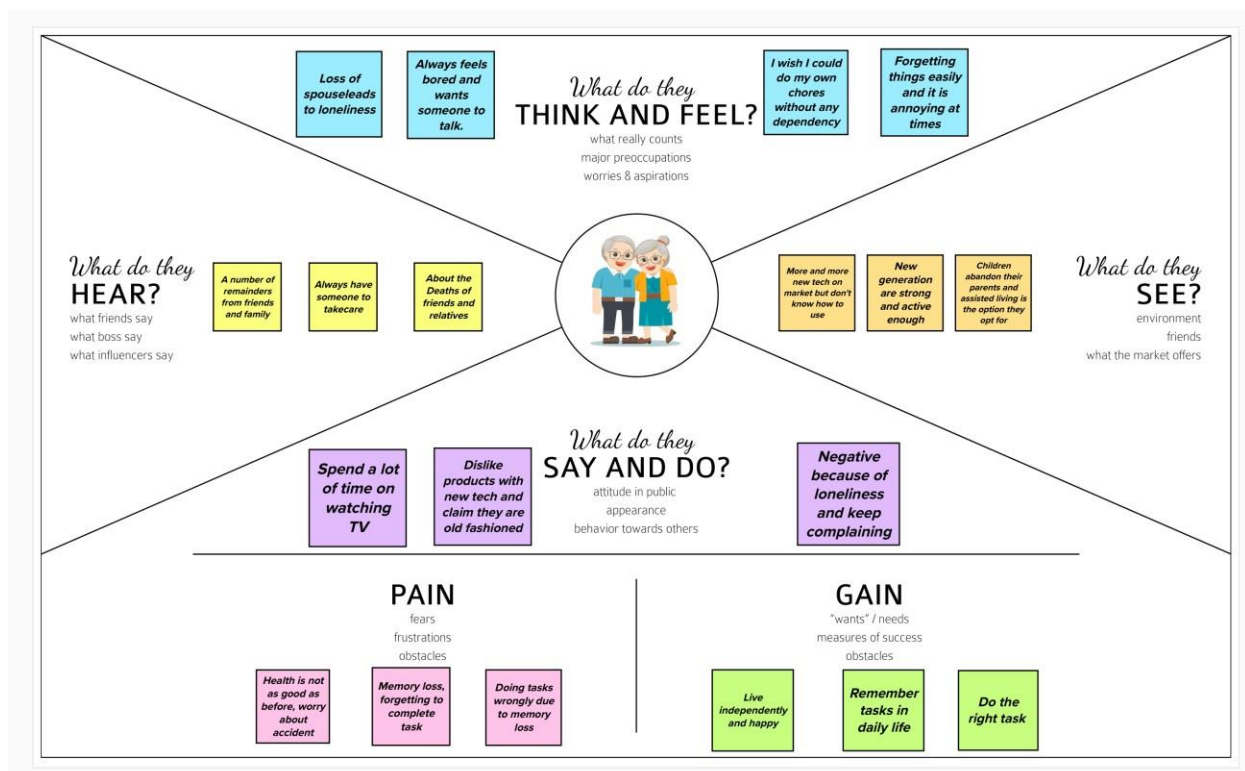 Loss of
spouseleads
to loneliness
Always feels
bored and
wants
someone to
talk.
What do they
THINK AND FEEL?
what really counts
major preoccupations
worries & aspirations
I wish I could
do my own
chores
without any
dependency
Forgetting
things easily
and it is
annoying at
times
What do they
HEAR?
what friends say
what boss say
what influencers say
A number of
remainders
from friends
and family
Always have
someone to
takecare
About the
Deaths of
friends and
relatives
More and more
new tech on
market but don't
know how to
use
New
generation
are strong
and active
enough
Children
abandon their
parents and
assisted living is
the option they
opt for
What do they
SEE?
environment
friends
what the market offers
What do they
SAY AND DO?
attitude in public
appearance
behavior towards others
Spend a lot
of time on
watching
TV
Dislike
products with
new tech and
claim they are
old fashioned
Negative
because of
loneliness
and keep
complaining
PAIN
fears
frustrations
obstacles
Health is not
as good as
before, worry
about
accident
Memory loss,
forgetting to
complete
task
Doing tasks
wrongly due
to memory
loss
GAIN
"wants" / needs
measures of success
obstacles
Live
independently
and happy
Remember
tasks in
daily life
Do the
right task